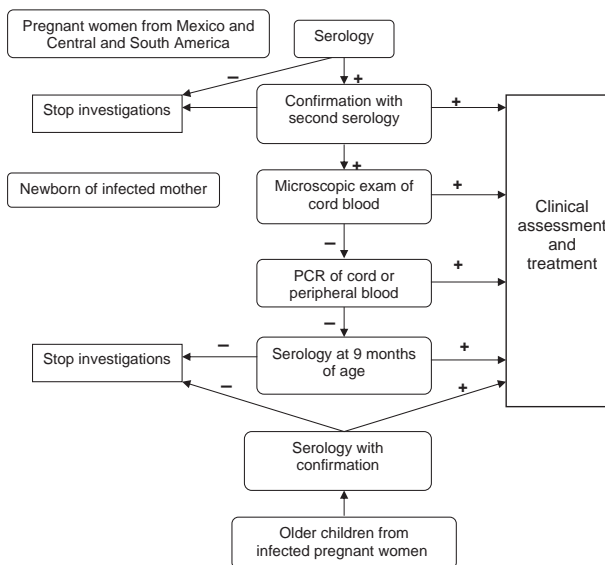 Pregnant women from Mexico and
Central and South America
Serology
–
+
Stop investigations
Confirmation with
second serology
+
+
Newborn of infected mother
Microscopic exam of
cord blood
+
–
Clinical
assessment
and
treatment
PCR of cord or
peripheral blood
+
–
Stop investigations
–
Serology at 9 months
of age
+
–
+
Serology with
confirmation
Older children from
infected pregnant women